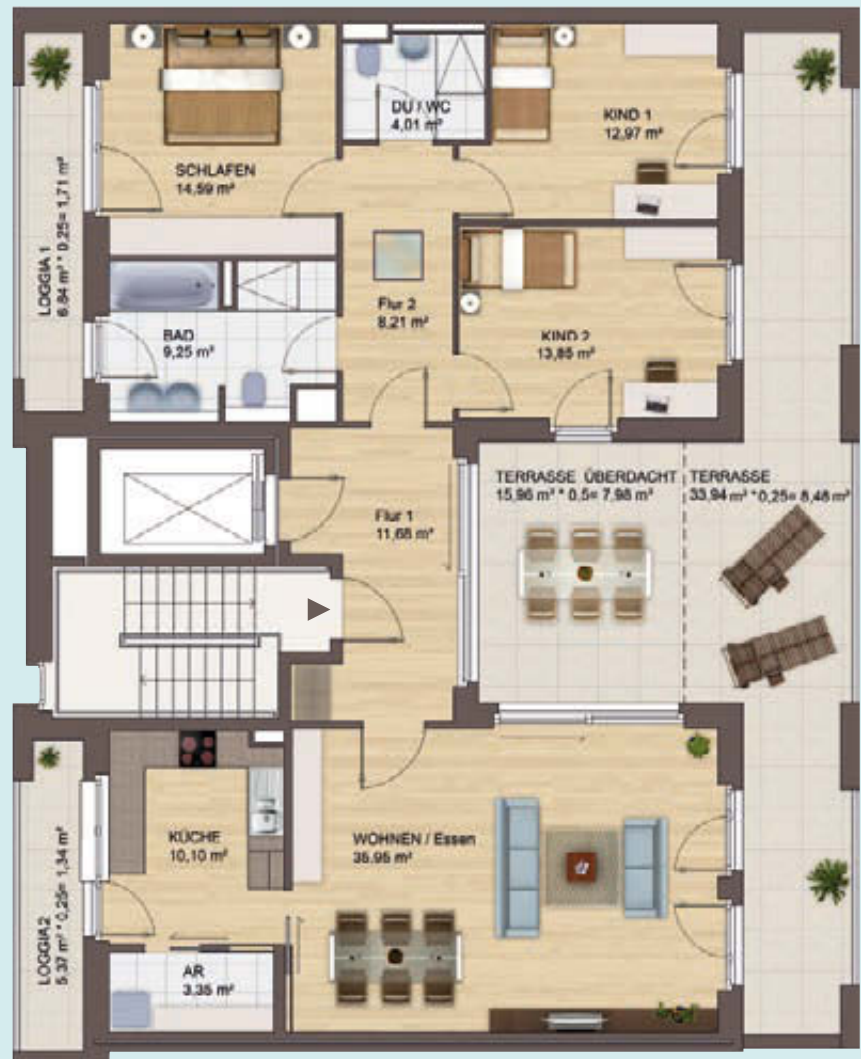 DU / WC
4,01 m²
KIND 1
12,97 m²
SCHLAFEN
14,59 m²
LOGGIA 1
6.84 m² * 0.25= 1,71 m²
Flur 2
8,21 m²
BAD
9,25 m²
KIND 2
13,85 m²
TERRASSE ÜBERDACHT
15,96 m² * 0,5= 7,98 m²
TERRASSE
33,94 m² *0,25= 8,48 m²
Flur 1
11,68 m²
KÜCHE
10,10 m²
WOHNEN / Essen
35,95 m²
LOGGIA2
5.37 m² * 0,25= 1,34 m²
AR
3,35 m²